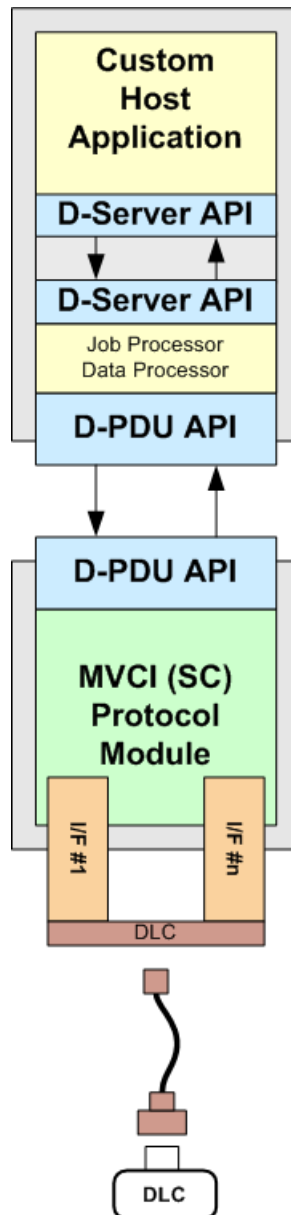 Custom
Host
Application
D-Server API
D-Server API
Job Processor
Data Processor
D-PDU API
D-PDU API
MVCI (SC)
Protocol
Module
I/F #1
I/F #n
DLC
DLC